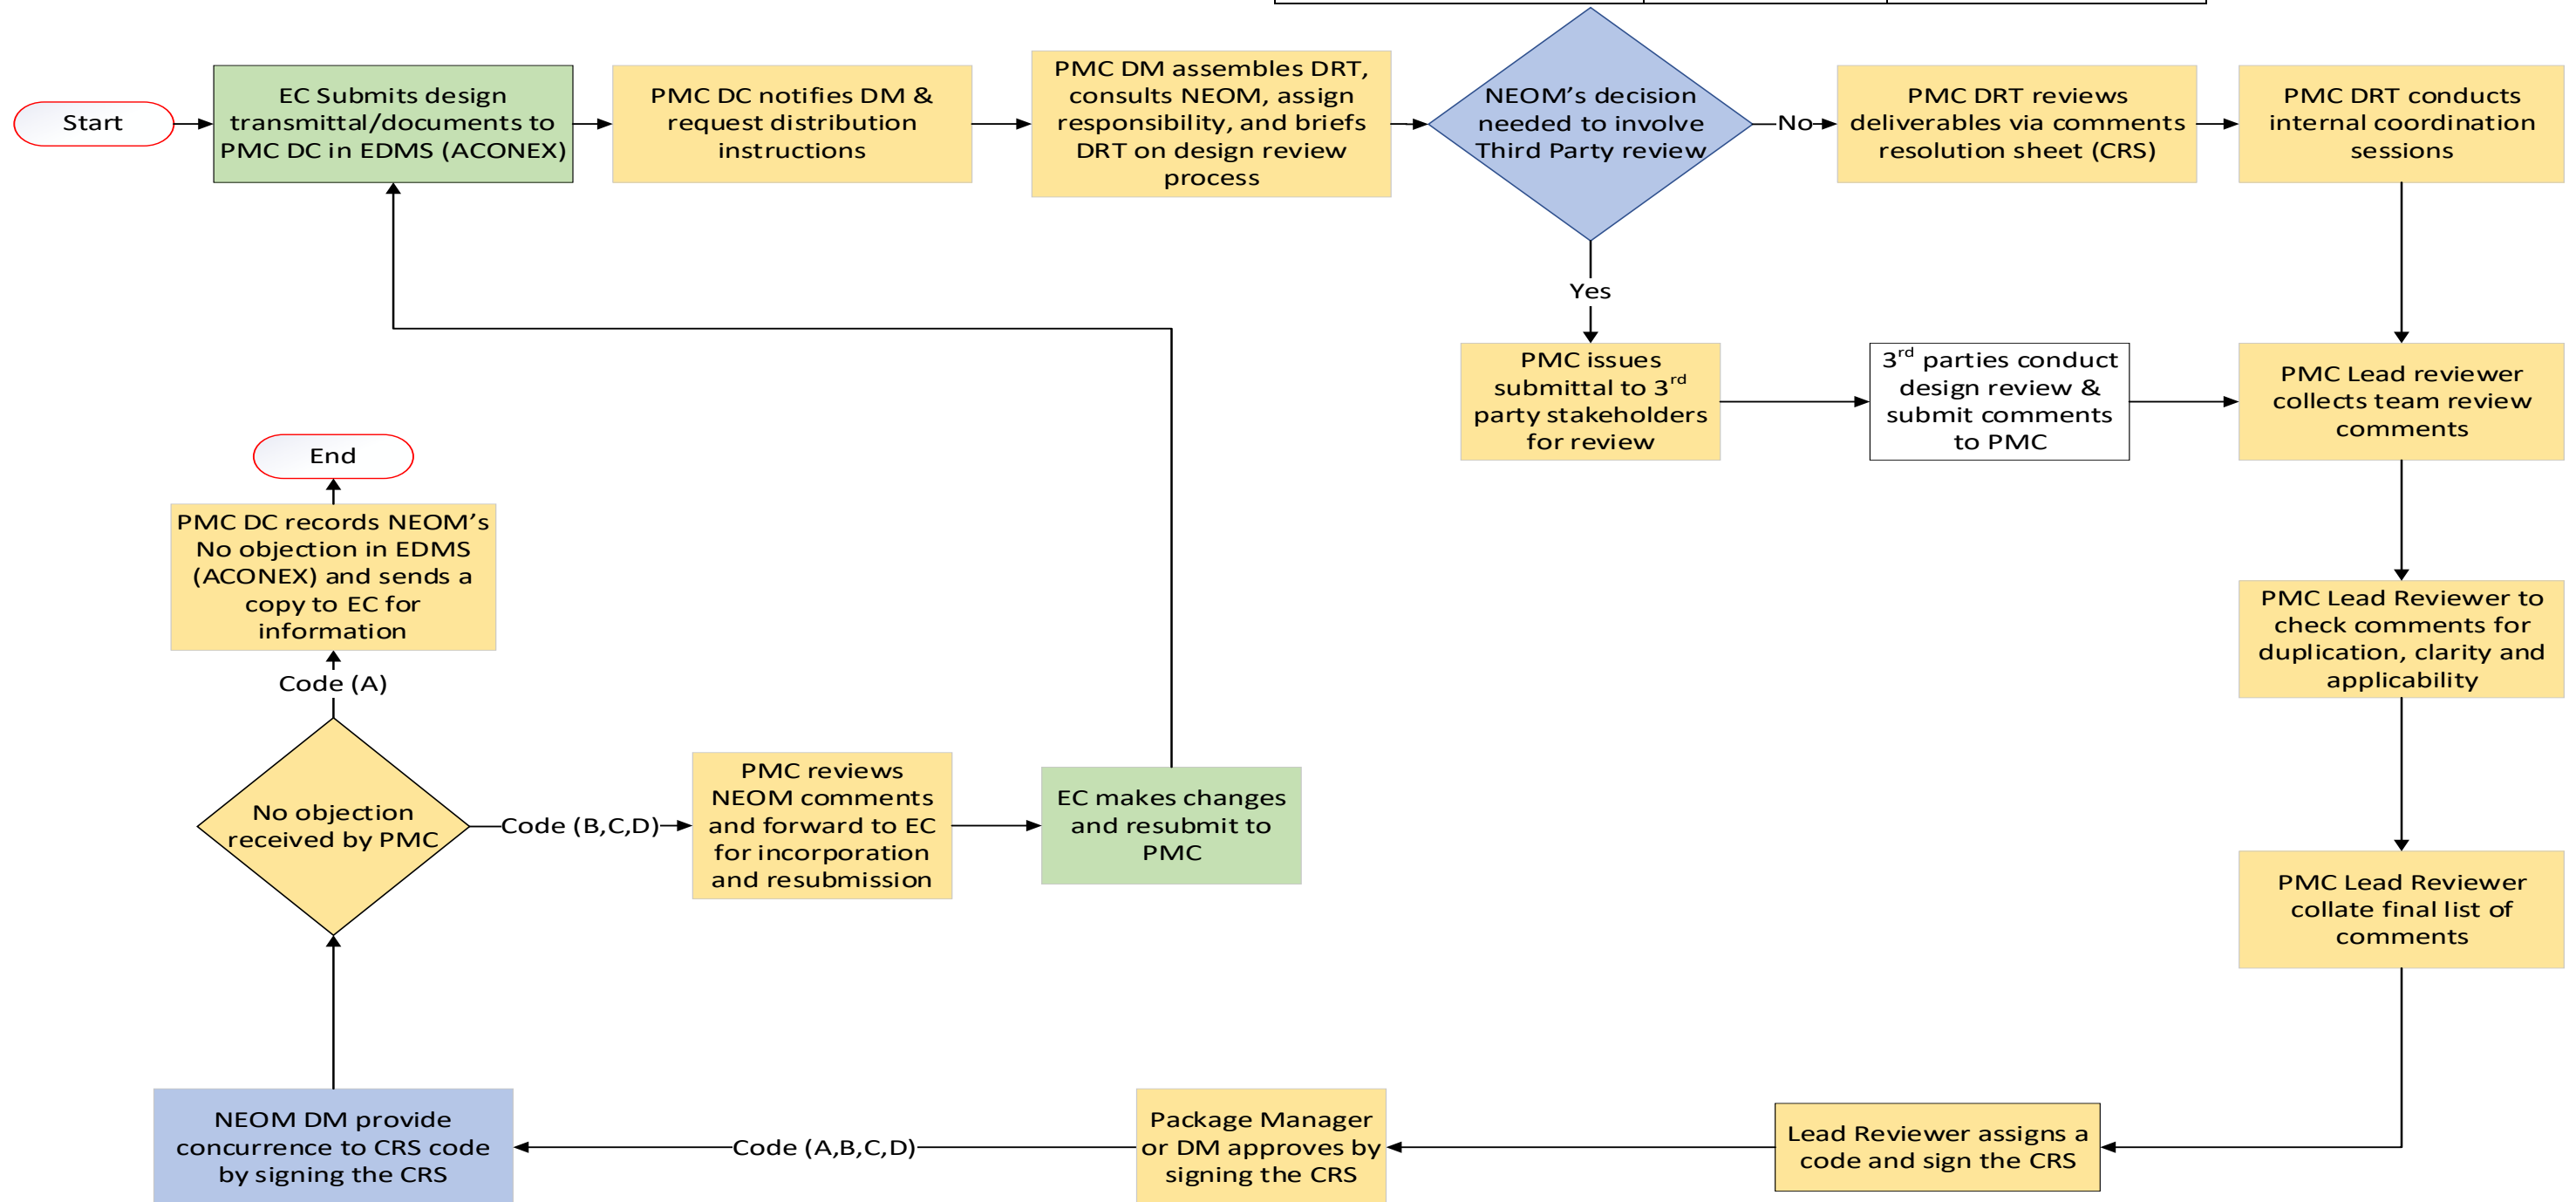 Start
EC Submits design
transmittal/documents to
PMC DC in EDMS (ACONEX)
PMC DC notifies DM &
request distribution
instructions
PMC DM assembles DRT,
consults NEOM, assign
responsibility, and briefs
DRT on design review
process
NEOM’s decision
needed to involve
Third Party review
No
PMC DRT reviews
deliverables via comments
resolution sheet (CRS)
PMC DRT conducts
internal coordination
sessions
Yes
PMC issues
submittal to 3rd
party stakeholders
for review
3rd parties conduct
design review &
submit comments
to PMC
PMC Lead reviewer
collects team review
comments
End
PMC DC records NEOM’s
No objection in EDMS
(ACONEX) and sends a
copy to EC for
information
PMC Lead Reviewer to
check comments for
duplication, clarity and
applicability
Code (A)
No objection
received by PMC
Code (B,C,D)
PMC reviews
NEOM comments
and forward to EC
for incorporation
and resubmission
EC makes changes
and resubmit to
PMC
PMC Lead Reviewer
collate final list of
comments
NEOM DM provide
concurrence to CRS code
by signing the CRS
Code (A,B,C,D)
Package Manager
or DM approves by
signing the CRS
Lead Reviewer assigns a
code and sign the CRS